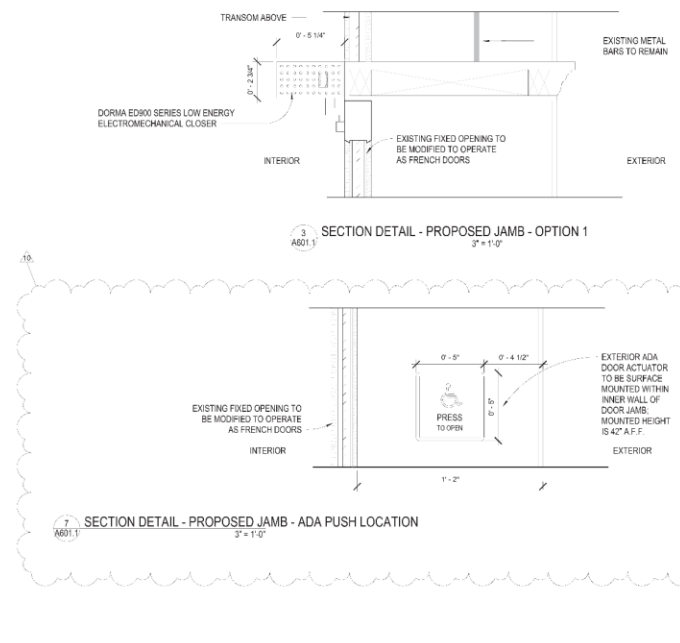 TRANSOM ABOVE
0' - 5 1/4"
EXISTING METAL
BARS TO REMAIN
0' - 2 3/4"
DORMA ED900 SERIES LOW ENERGY
ELECTROMECHANICAL CLOSER
EXISTING FIXED OPENING TO
BE MODIFIED TO OPERATE
AS FRENCH DOORS
INTERIOR
EXTERIOR
3
A601.1
SECTION DETAIL - PROPOSED JAMB - OPTION 1
3" = 1'-0"
10
0' - 5"
0' - 4 1/2"
EXTERIOR ADA
DOOR ACTUATOR
TO BE SURFACE
MOUNTED WITHIN
INNER WALL OF
DOOR JAMB;
MOUNTED HEIGHT
IS 42" A.F.F.
0' - 5"
PRESS
TO OPEN
EXISTING FIXED OPENING TO
BE MODIFIED TO OPERATE
AS FRENCH DOORS
INTERIOR
EXTERIOR
1' - 2"
7
A601.1
SECTION DETAIL - PROPOSED JAMB - ADA PUSH LOCATION
3" = 1'-0"